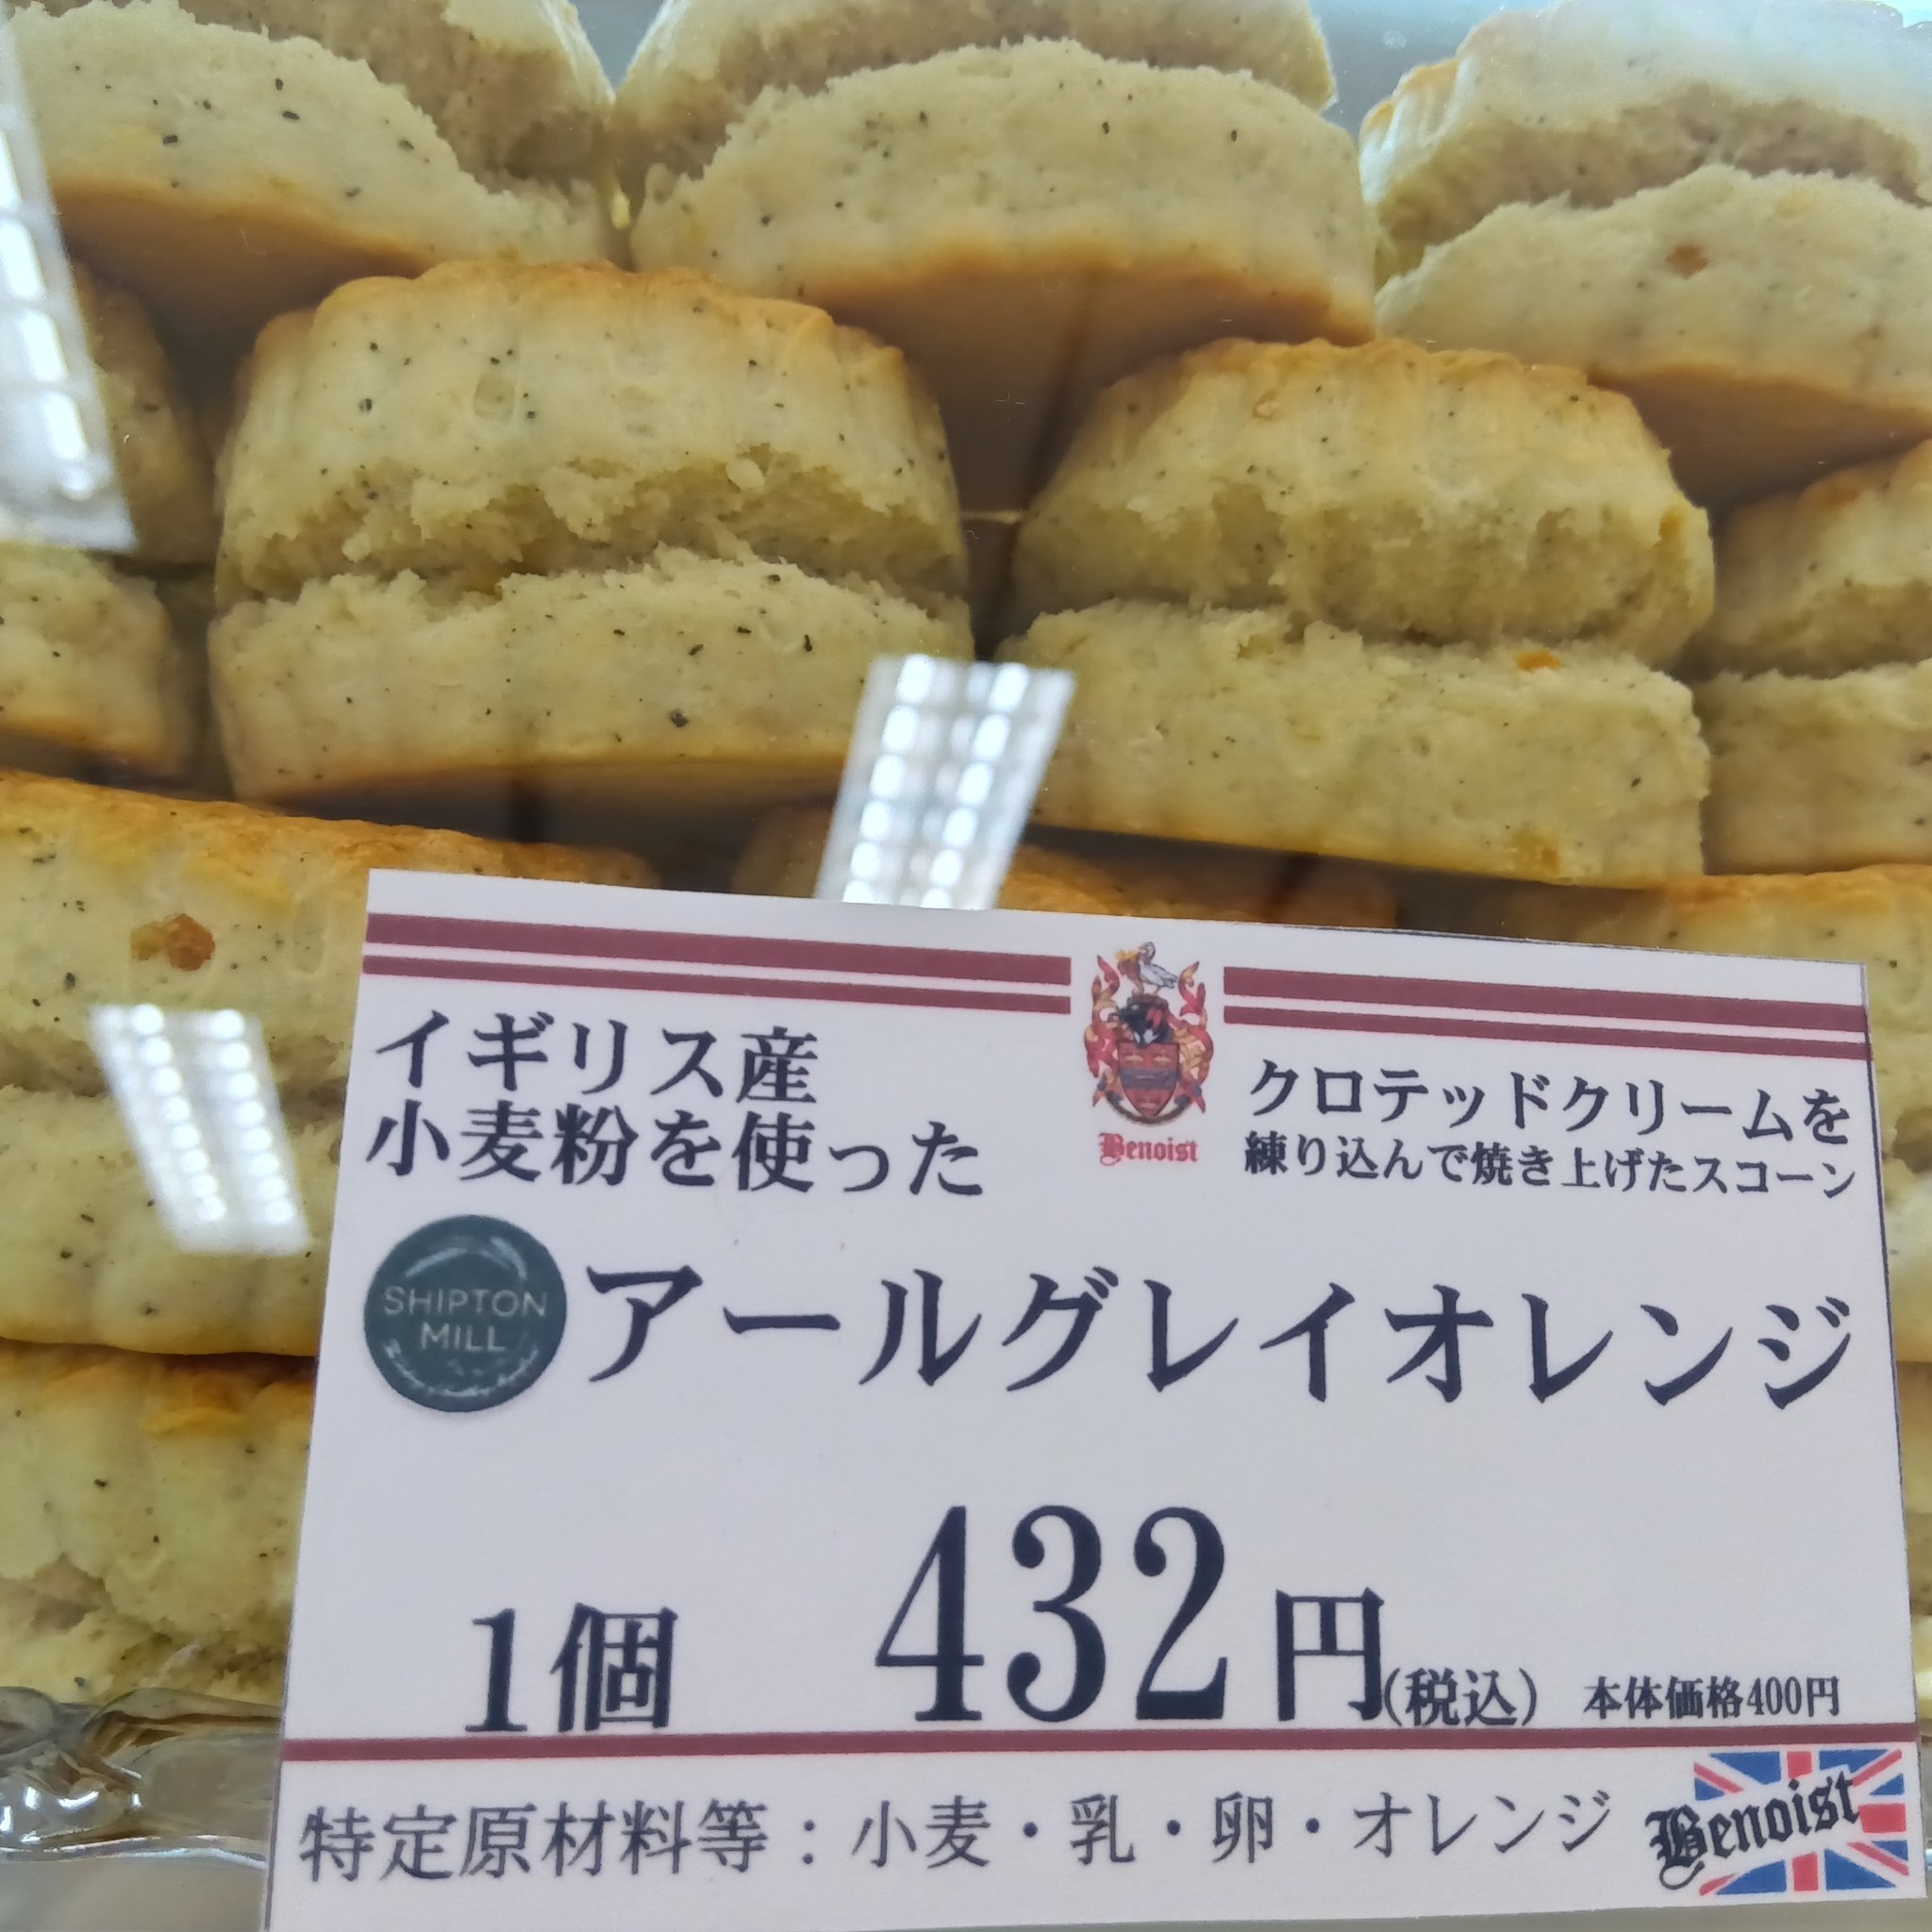 イギリス産
小麦粉を使った
Benoist
クロテッドクリームを
練り込んで焼き上げたスコーン
SHIPTON
MILL
アールグレイオレンジ
1個 432円(税込) 本体価格400円
特定原材料等：小麦・乳・卵・オレンジ
Benoist